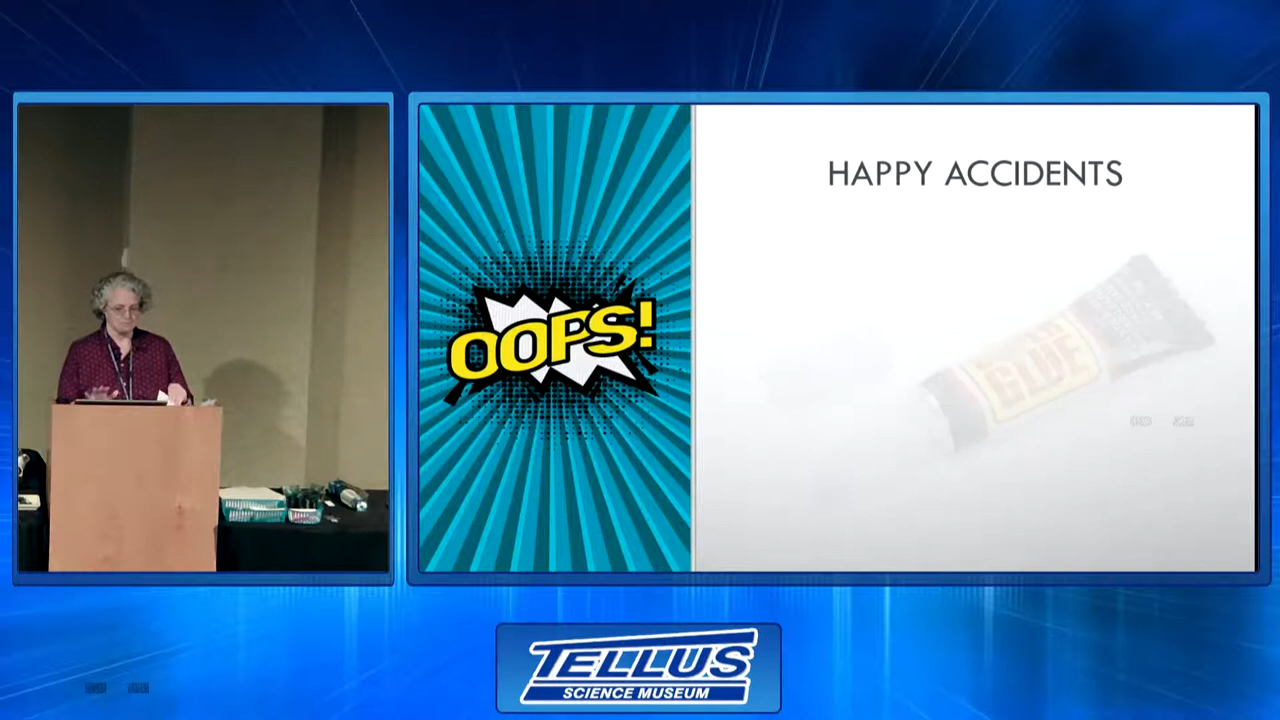 HAPPY ACCIDENTS
OOPS!
GLUE
TELLUS
SCIENCE MUSEUM